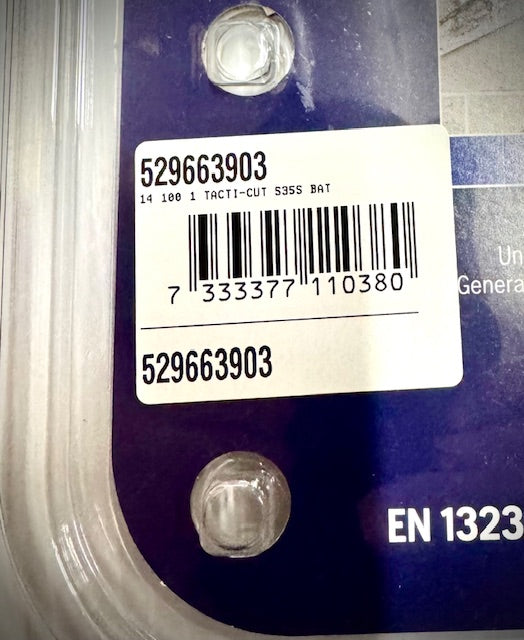 529663903
14 100 1 TACTI-CUT S35S BAT
7 333377 110380
529663903
Un
Genera
EN 1323